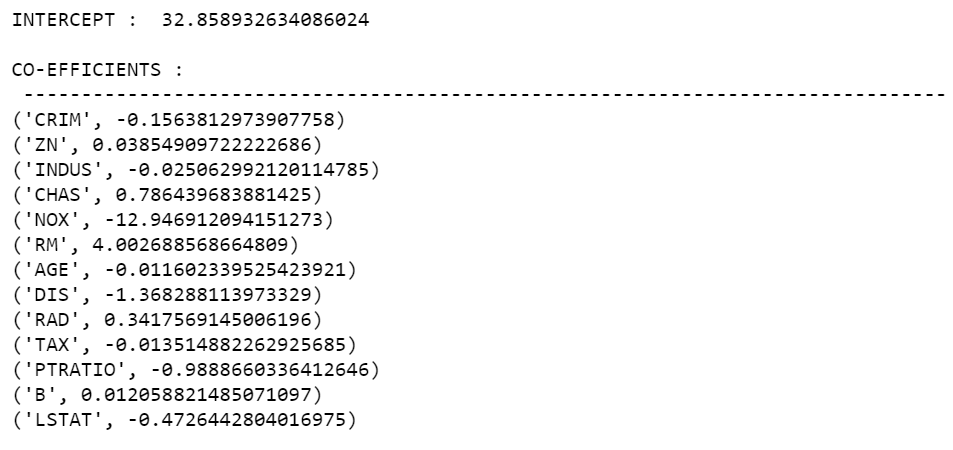 INTERCEPT :  32.858932634086024
CO-EFFICIENTS :
--------------------------------------------------------------------------------
('CRIM', -0.1563812973907758)
('ZN', 0.03854909722222686)
('INDUS', -0.025062992120114785)
('CHAS', 0.786439683881425)
('NOX', -12.946912094151273)
('RM', 4.002688568664809)
('AGE', -0.011602339525423921)
('DIS', -1.368288113973329)
('RAD', 0.3417569145006196)
('TAX', -0.013514882262925685)
('PTRATIO', -0.9888660336412646)
('B', 0.012058821485071097)
('LSTAT', -0.4726442804016975)